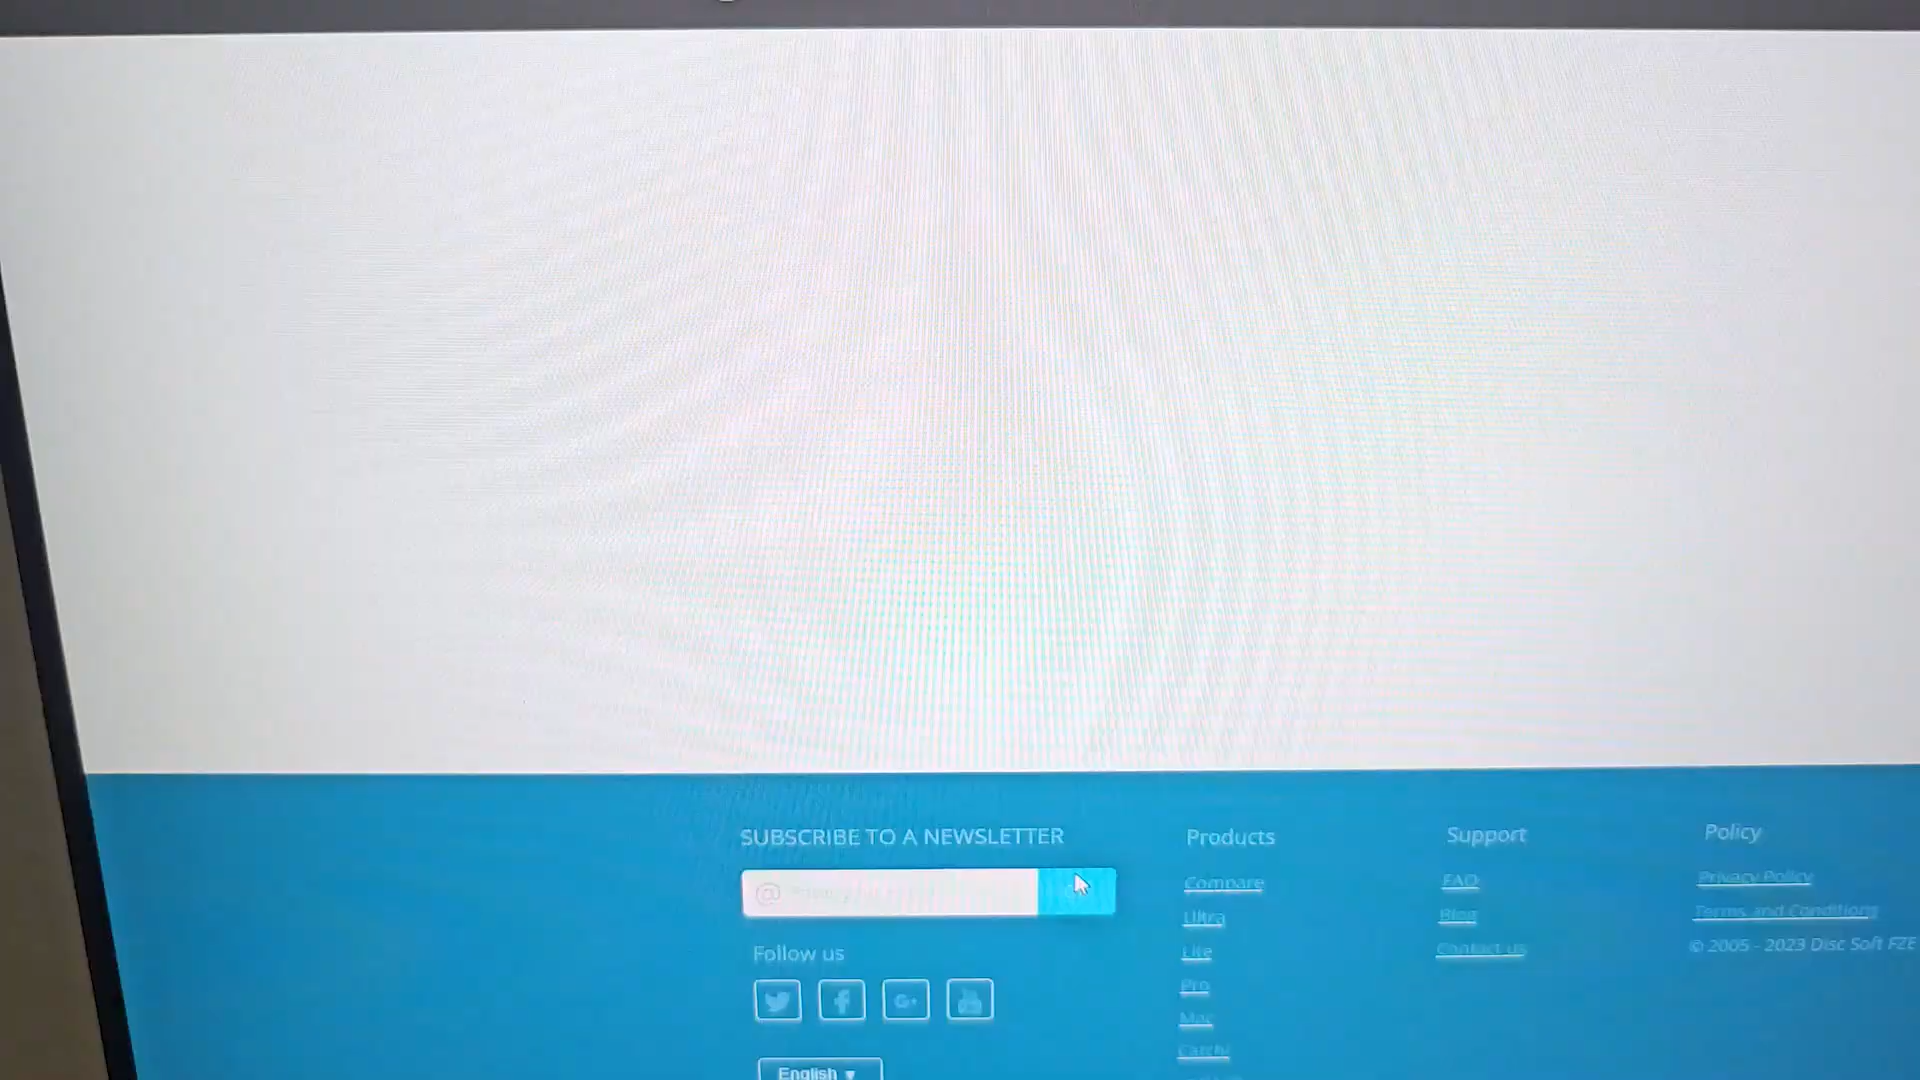 SUBSCRIBE TO A NEWSLETTER
@
Follow us
English ▼
Products
Compare
Ultra
Lite
Pro
Mac
Catch!
Support
FAQ
Blog
Contact us
Policy
Privacy Policy
Terms and Conditions
© 2005 - 2023 Disc Soft FZE